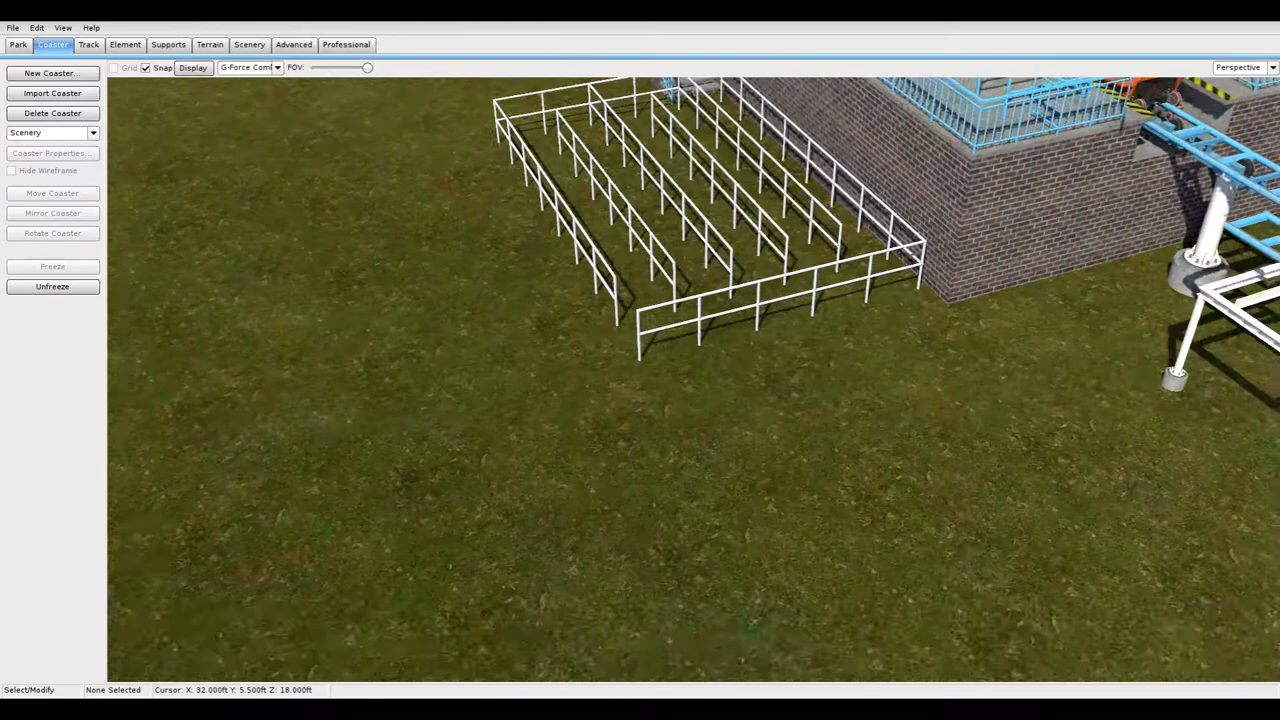 File Edit View Help
Park Coaster Track Element Supports Terrain Scenery Advanced Professional
New Coaster... Grid Snap Display G-Force Coml FOV: Perspective
Import Coaster
Delete Coaster
Scenery
Coaster Properties...
Hide Wireframe
Move Coaster
Mirror Coaster
Rotate Coaster
Freeze
Unfreeze
Select/Modify None Selected Cursor: X: 32.000ft Y: 5.500ft Z: 18.000ft